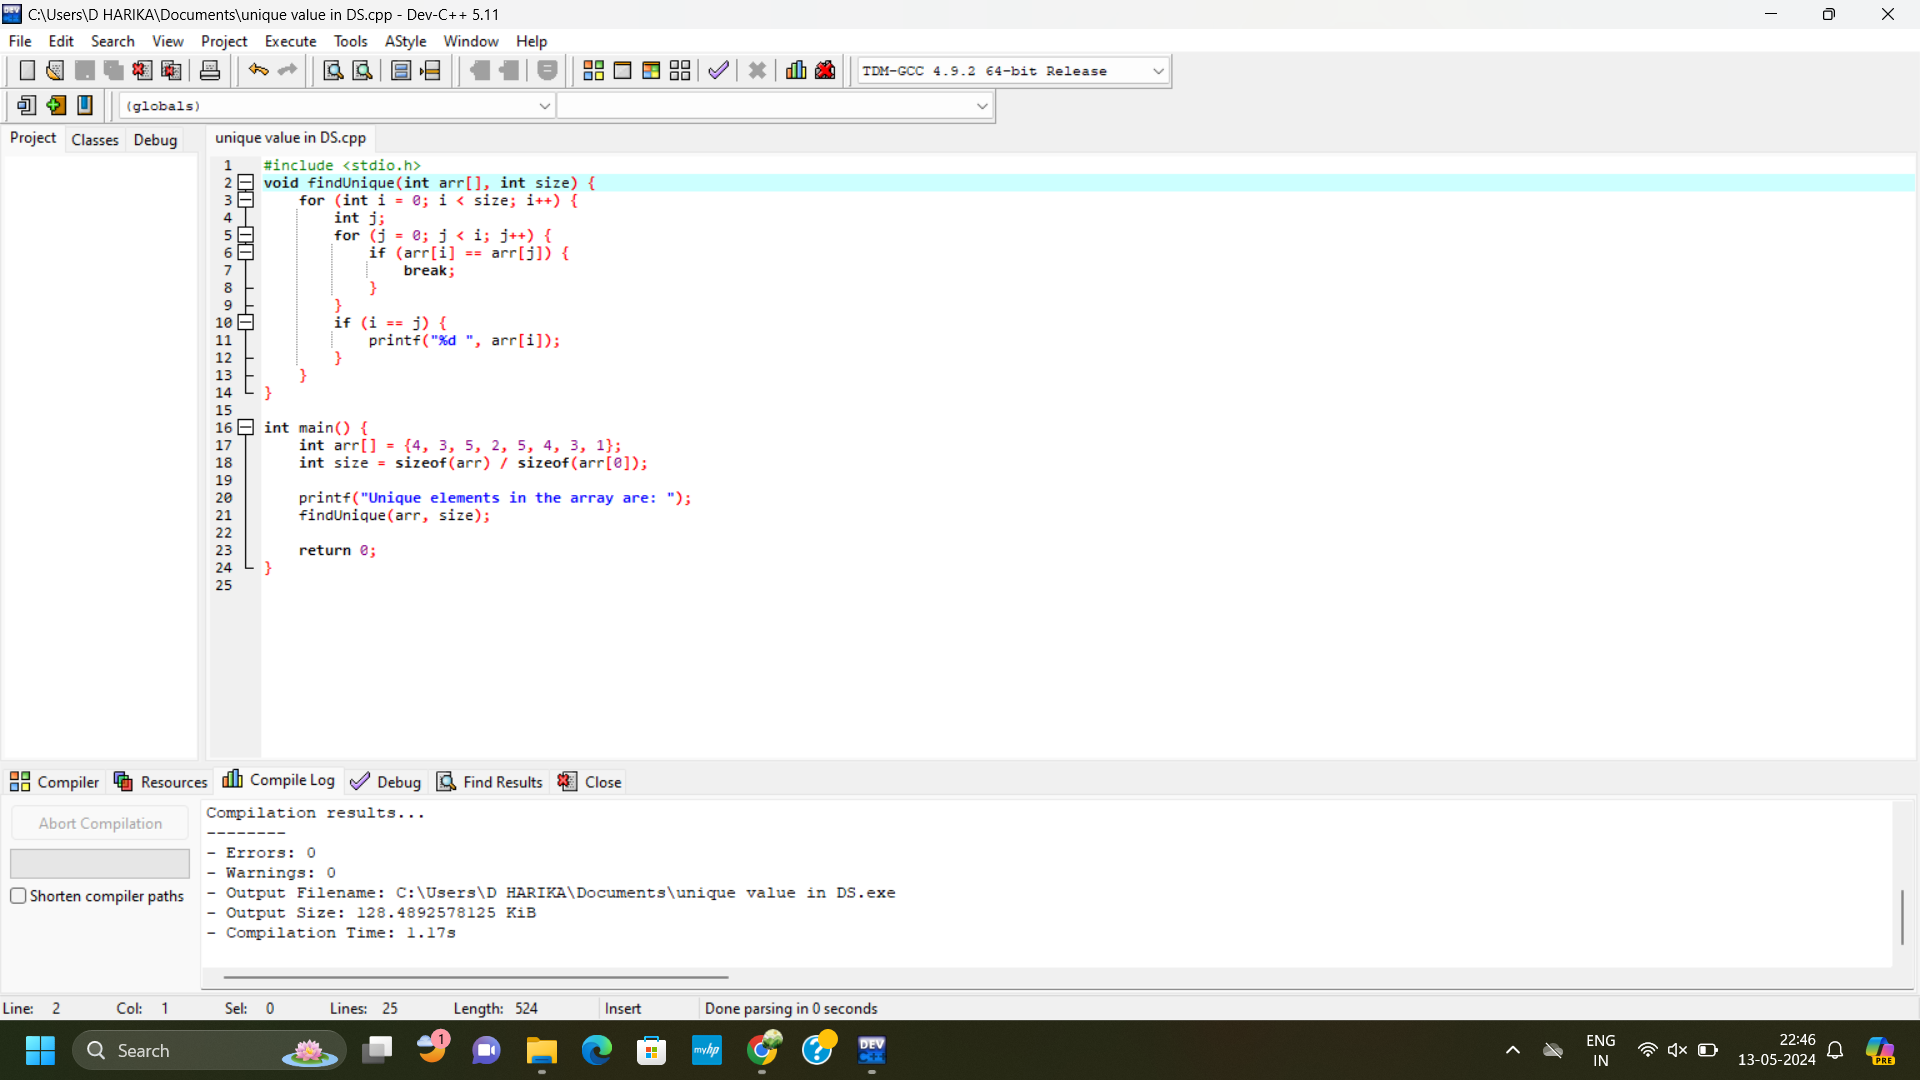 C:\Users\D HARIKA\Documents\unique value in DS.cpp - Dev-C++ 5.11
File Edit Search View Project Execute Tools AStyle Window Help
TDM-GCC 4.9.2 64-bit Release
(globals)
Project Classes Debug unique value in DS.cpp
1 #include <stdio.h>
2 void findUnique(int arr[], int size) {
3 for (int i = 0; i < size; i++) {
4 int j;
5 for (j = 0; j < i; j++) {
6 if (arr[i] == arr[j]) {
7 break;
8 }
9 }
10 if (i == j) {
11 printf("%d ", arr[i]);
12 }
13 }
14 }
15
16 int main() {
17 int arr[] = {4, 3, 5, 2, 5, 4, 3, 1};
18 int size = sizeof(arr) / sizeof(arr[0]);
19
20 printf("Unique elements in the array are: ");
21 findUnique(arr, size);
22
23 return 0;
24 }
25
Compiler Resources Compile Log Debug Find Results Close
Abort Compilation
Shorten compiler paths
Compilation results...
--------
- Errors: 0
- Warnings: 0
- Output Filename: C:\Users\D HARIKA\Documents\unique value in DS.exe
- Output Size: 128.4892578125 KiB
- Compilation Time: 1.17s
Line: 2 Col: 1 Sel: 0 Lines: 25 Length: 524 Insert Done parsing in 0 seconds
Search 1 myhp DEV C++ ENG IN 22:46 13-05-2024 PRE